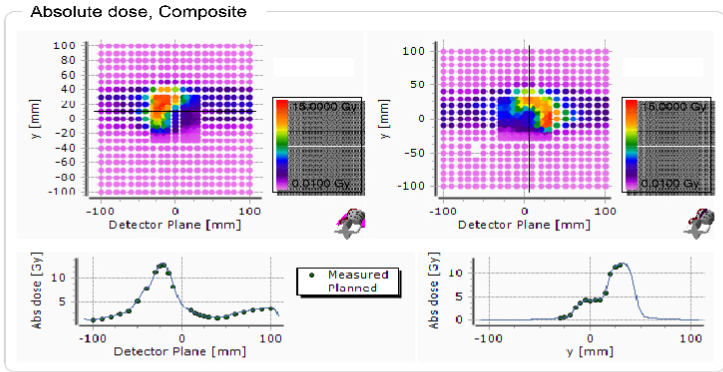 Absolute dose, Composite
100
80
60
40
20
0
-20
-40
-60
-80
-100
y [mm]
-100 0 100
Detector Plane [mm]
15.0000 Gy
0.0100 Gy
100
50
0
-50
-100
y [mm]
-100 0 100
Detector Plane [mm]
15.0000 Gy
0.0100 Gy
10
5
Abs dose [Gy]
-100 -50 0 50 100
Detector Plane [mm]
Measured
Planned
10
5
0
Abs dose [Gy]
-100 0 100
y [mm]